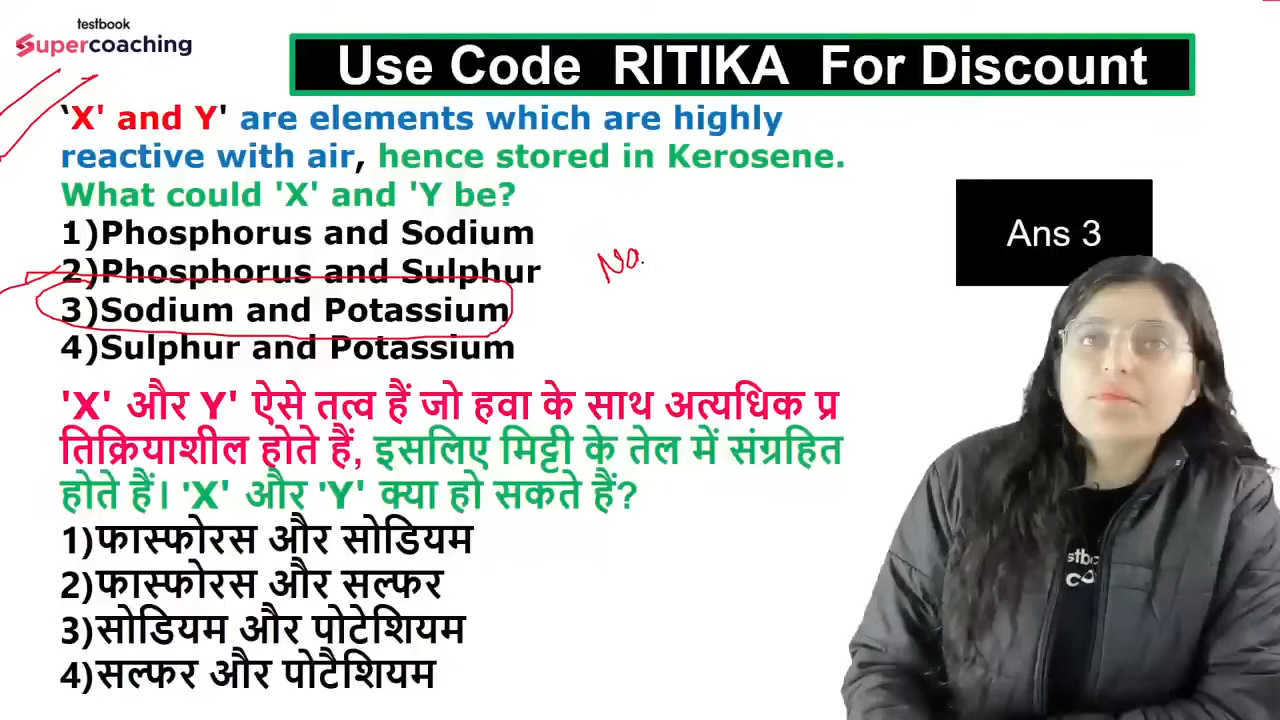 testbook
Supercoaching
Use Code RITIKA For Discount
‘X' and Y' are elements which are highly
reactive with air, hence stored in Kerosene.
What could 'X' and 'Y be?
1)Phosphorus and Sodium
2)Phosphorus and Sulphur
3)Sodium and Potassium
4)Sulphur and Potassium
Na
Ans 3
'X' और Y' ऐसे तत्व हैं जो हवा के साथ अत्यधिक प्र
तिक्रियाशील होते हैं, इसलिए मिट्टी के तेल में संग्रहित
होते हैं। 'X' और 'Y' क्या हो सकते हैं?
1)फास्फोरस और सोडियम
2)फास्फोरस और सल्फर
3)सोडियम और पोटेशियम
4)सल्फर और पोटैशियम